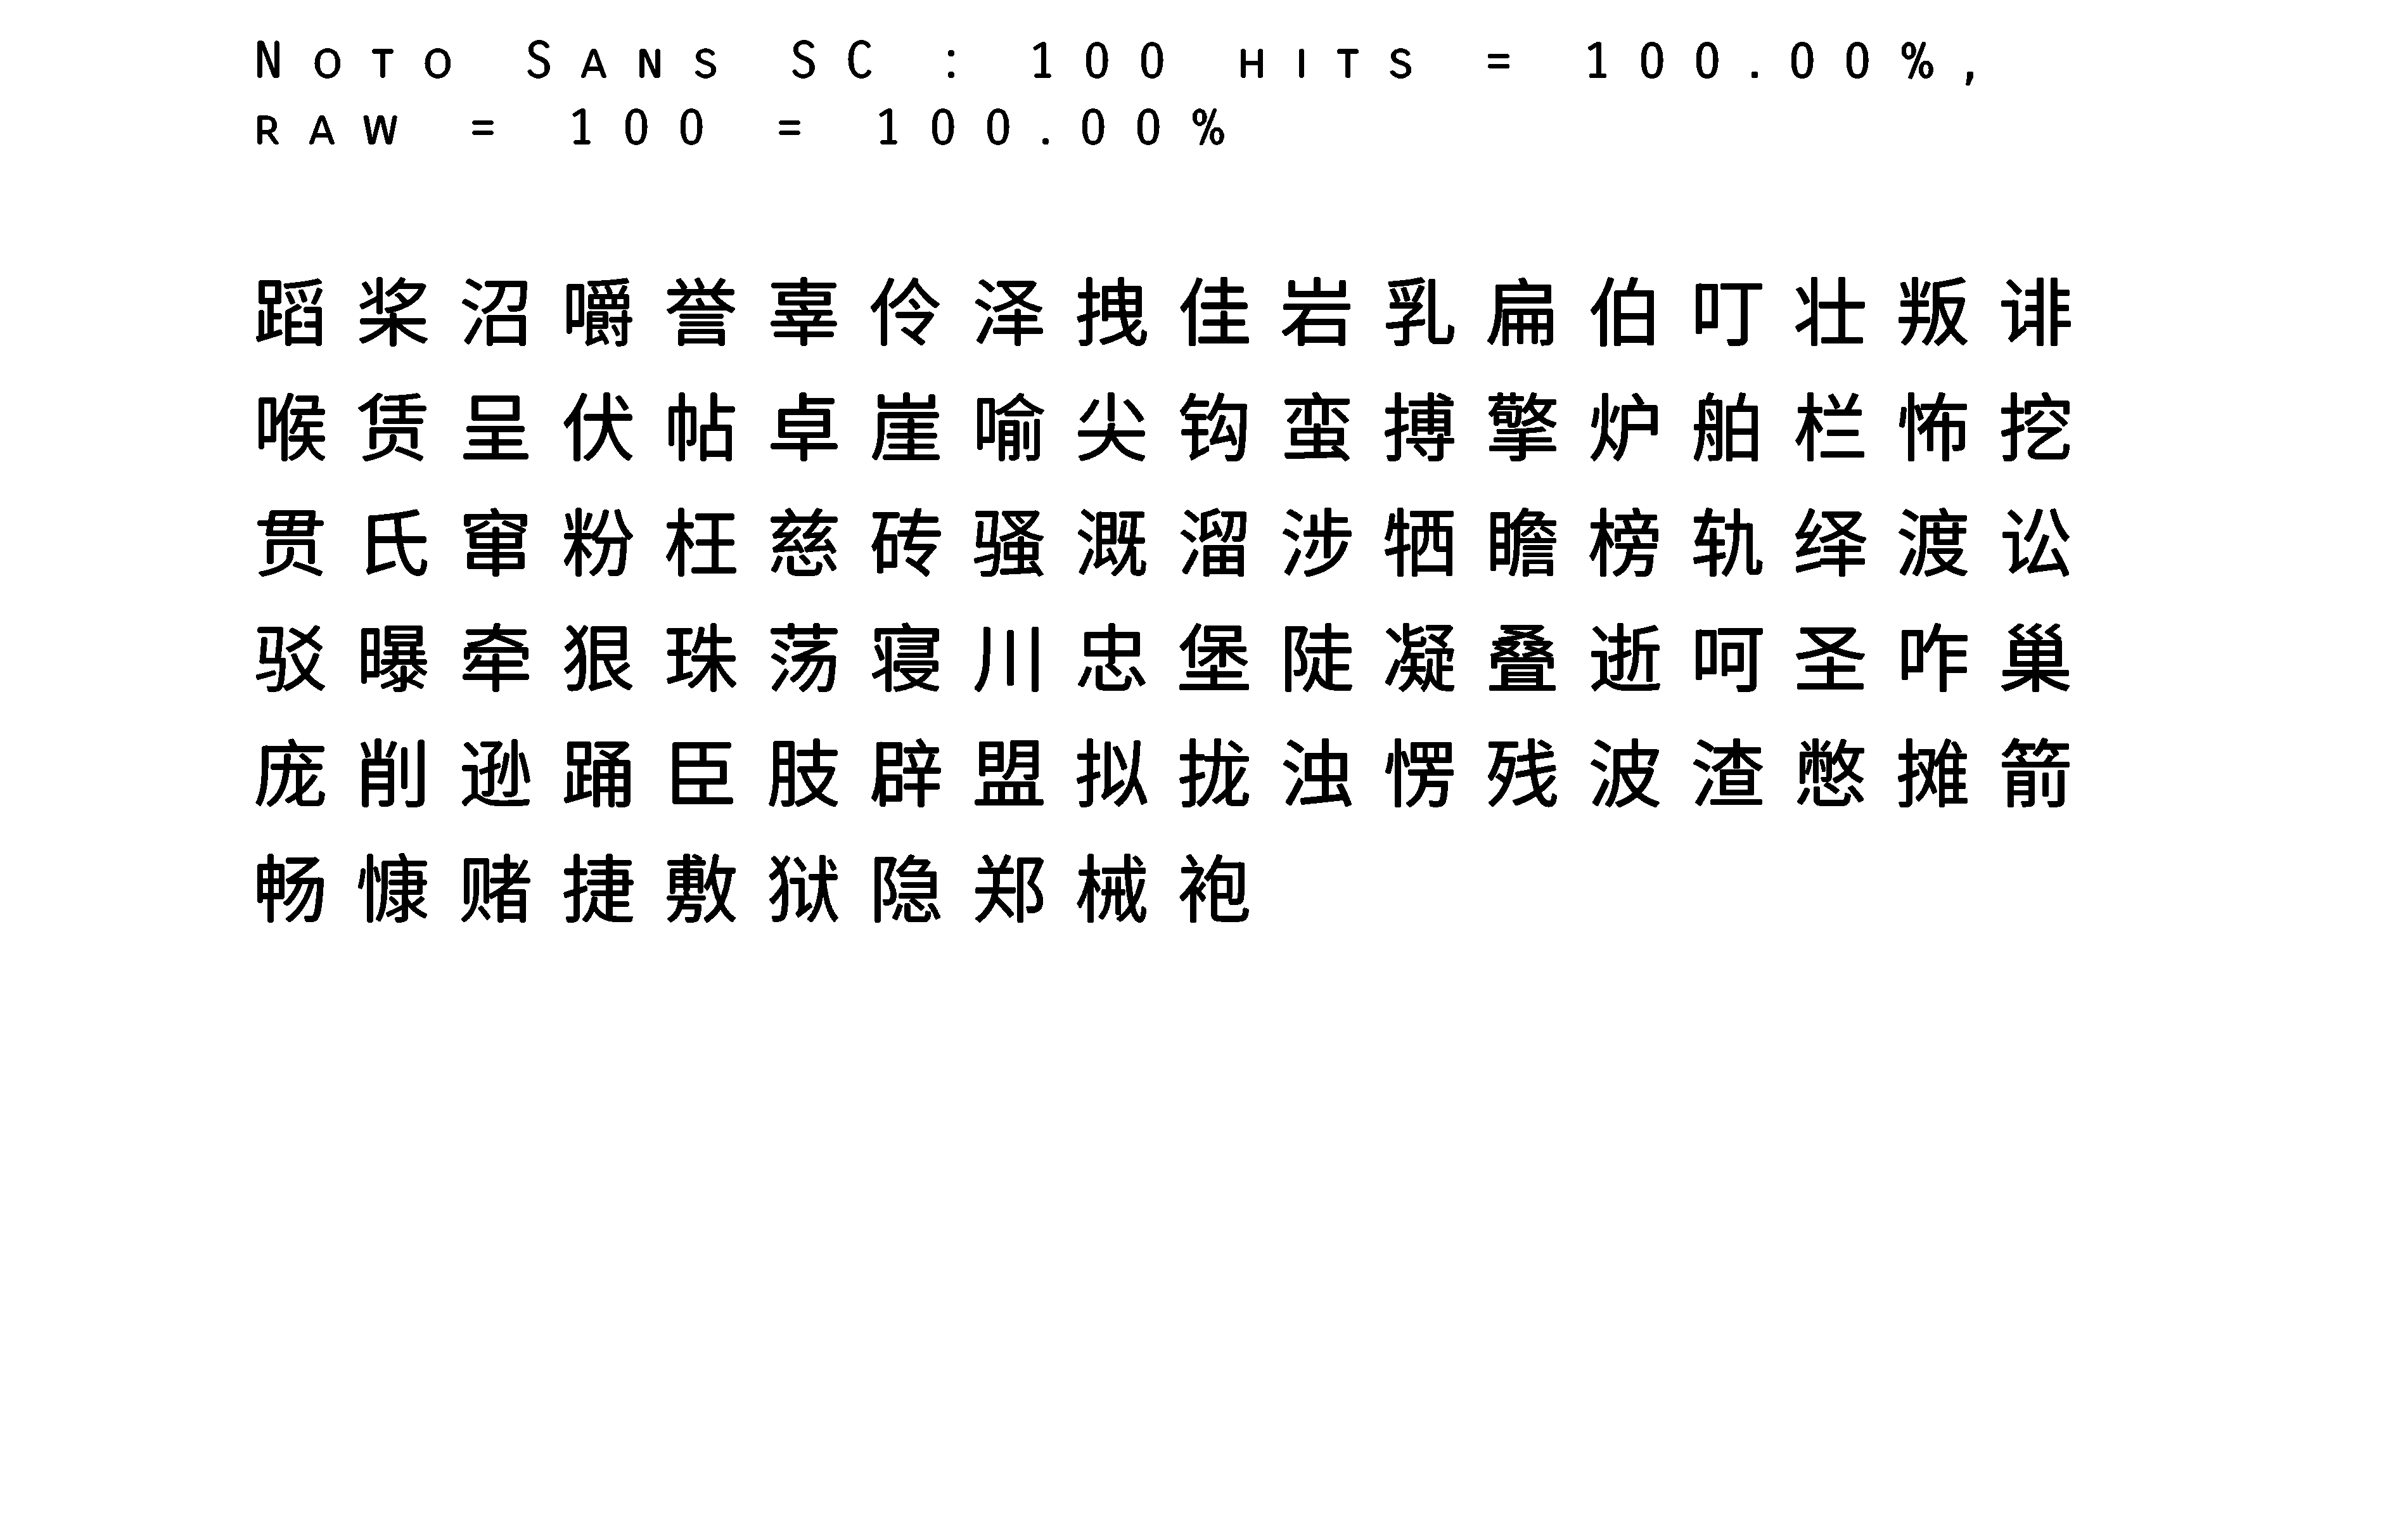 Noto Sans SC : 100 hits = 100.00%,
raw = 100 = 100.00%
蹈桨沼嚼誉辜伶泽拽佳岩乳扁伯叮壮叛诽
喉赁呈伏帖卓崖喻尖钩蛮搏擎炉舶栏怖挖
贯氏窜粉枉慈砖骚溉溜涉牺瞻榜轨绎渡讼
驳曝牵狠珠荡寝川忠堡陡凝叠逝呵圣咋巢
庞削逊踊臣肢辟盟拟拢浊愕残波渣憋摊箭
畅慷赌捷敷狱隐郑械袍